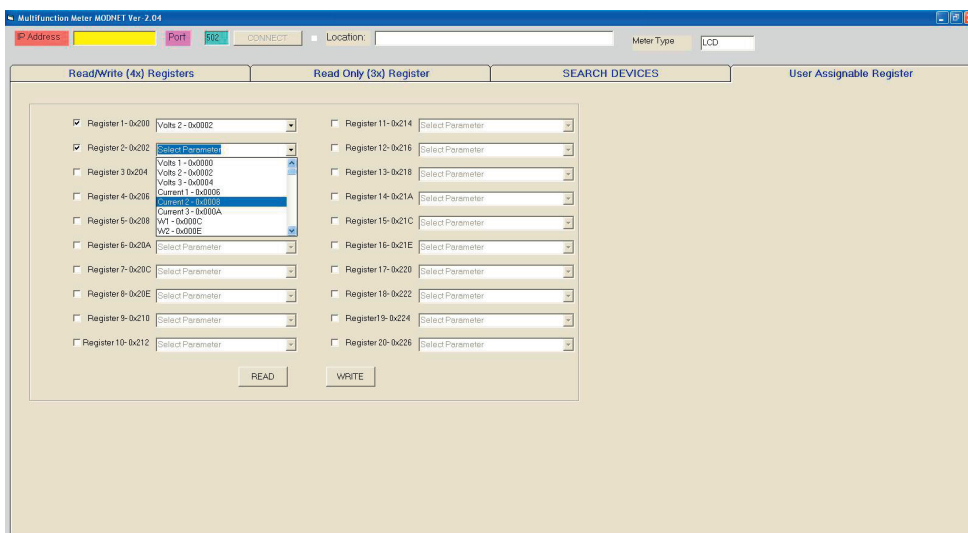 Multifunction Meter MODNET Ver-2.04
IP Address Port 502 CONNECT Location: Meter Type LCD
Read/Write (4x) Registers Read Only (3x) Register SEARCH DEVICES User Assignable Register
Register 1- 0x200 Volts 2 - 0x0002 Register 11- 0x214 Select Parameter
Register 2- 0x202 Select Parameter Register 12- 0x216 Select Parameter
Volts 1 - 0x0000
Volts 2 - 0x0002
Volts 3 - 0x0004
Current 1 - 0x0006
Current 2 - 0x0008
Current 3 - 0x000A
W1 - 0x000C
W2 - 0x000E
Register 3 0x204 Register 13- 0x218 Select Parameter
Register 4- 0x206 Register 14- 0x21A Select Parameter
Register 5- 0x208 Register 15- 0x21C Select Parameter
Register 6- 0x20A Select Parameter Register 16- 0x21E Select Parameter
Register 7- 0x20C Select Parameter Register 17- 0x220 Select Parameter
Register 8- 0x20E Select Parameter Register 18- 0x222 Select Parameter
Register 9- 0x210 Select Parameter Register19- 0x224 Select Parameter
Register 10- 0x212 Select Parameter Register 20- 0x226 Select Parameter
READ WRITE